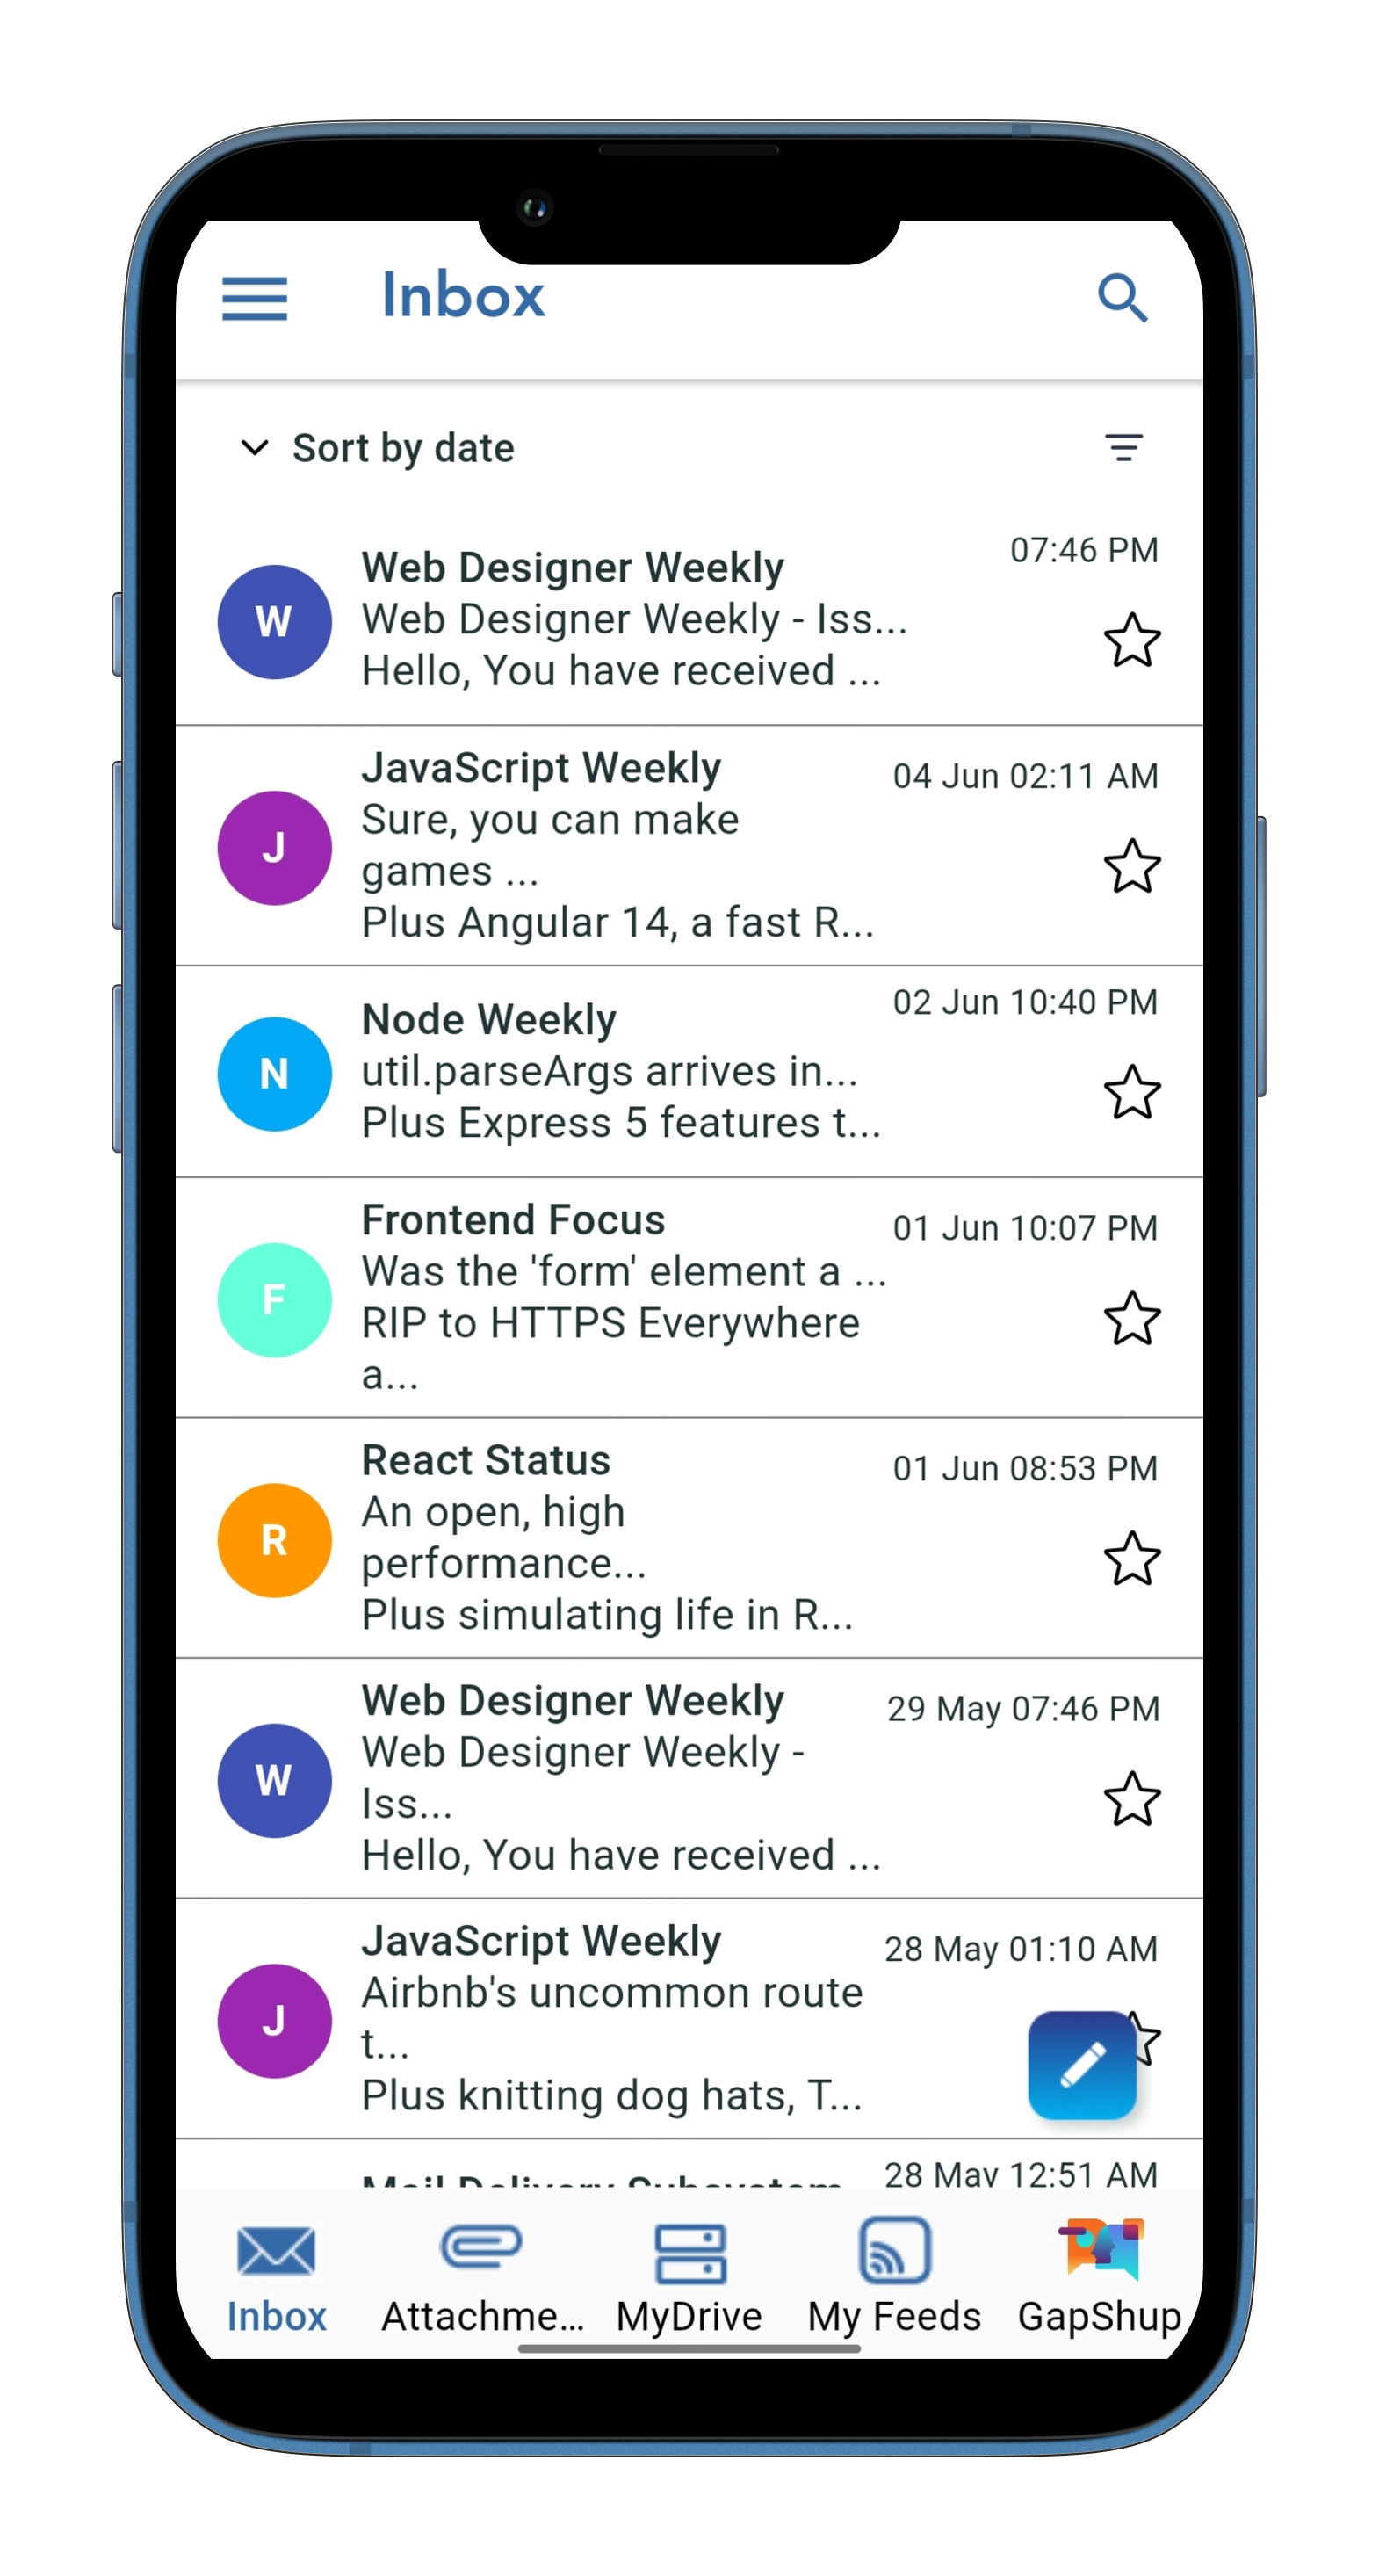 Inbox
Sort by date
Web Designer Weekly
07:46 PM
W
Web Designer Weekly - Iss...
Hello, You have received ...
JavaScript Weekly
04 Jun 02:11 AM
Sure, you can make
J
games ...
Plus Angular 14, a fast R...
02 Jun 10:40 PM
Node Weekly
N
util.parseArgs arrives in...
Plus Express 5 features t...
Frontend Focus
01 Jun 10:07 PM
Was the 'form' element a ...
F
RIP to HTTPS Everywhere
a...
React Status
01 Jun 08:53 PM
An open, high
R
performance...
Plus simulating life in R...
Web Designer Weekly
29 May 07:46 PM
Web Designer Weekly -
W
Iss...
Hello, You have received ...
JavaScript Weekly
28 May 01:10 AM
Airbnb's uncommon route
J
t...
Plus knitting dog hats, T...
Mail Delivery Subsystem
28 May 12:51 AM
Inbox
Attachme...
MyDrive
My Feeds
GapShup